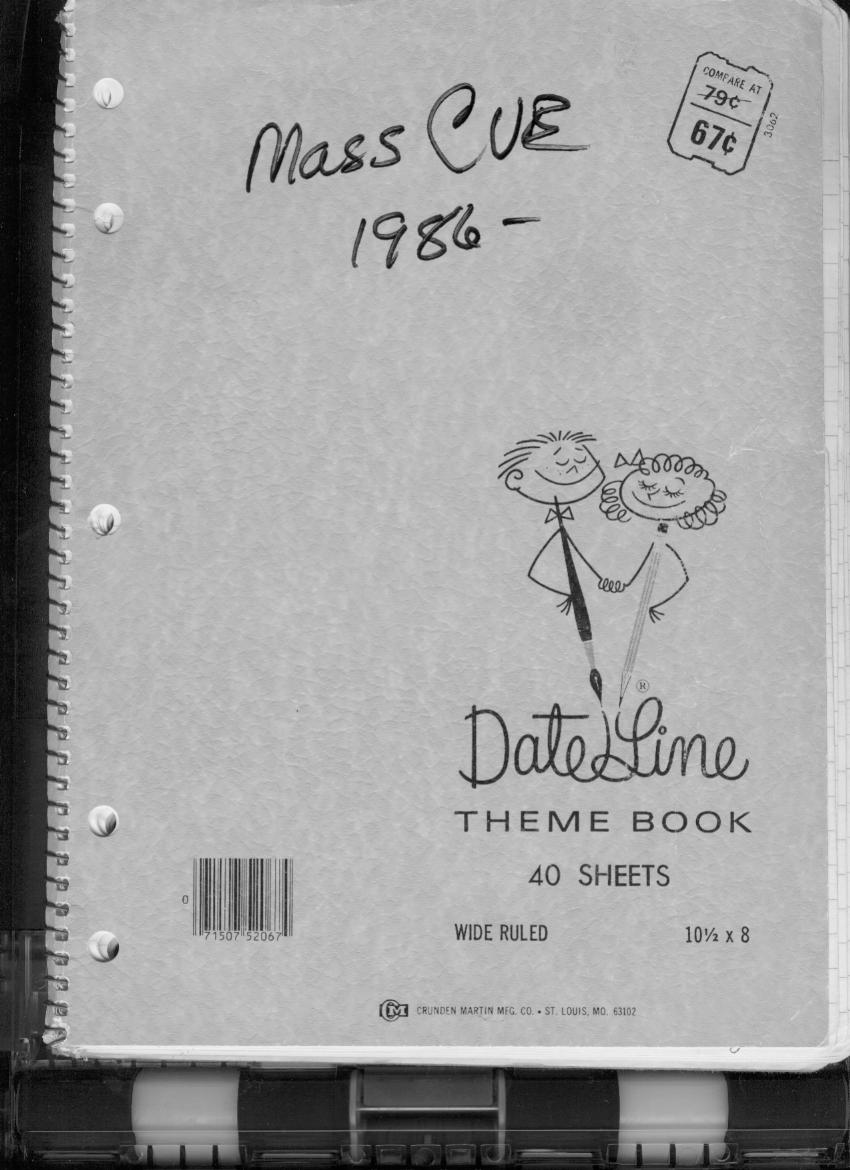 Mass CUE
1986-
COMPARE AT
79¢
67¢
3062
®
DateLine
THEME BOOK
40 SHEETS
WIDE RULED 10½ x 8
0 71507 52067
CM CRUNDEN MARTIN MFG. CO. • ST. LOUIS, MO. 63102